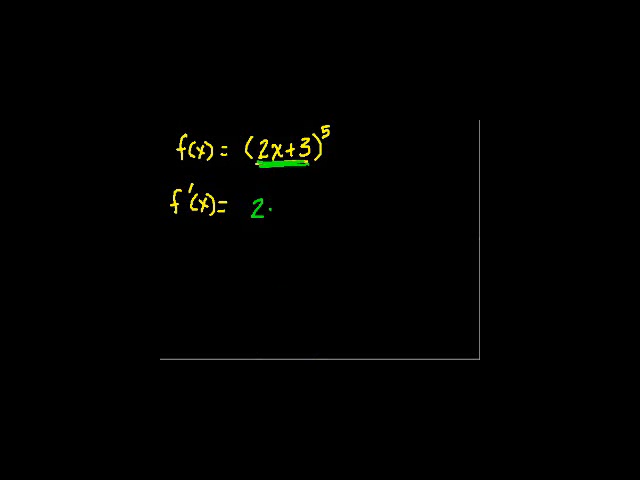 f(x) = (2x+3)⁵
f'(x) = 2·